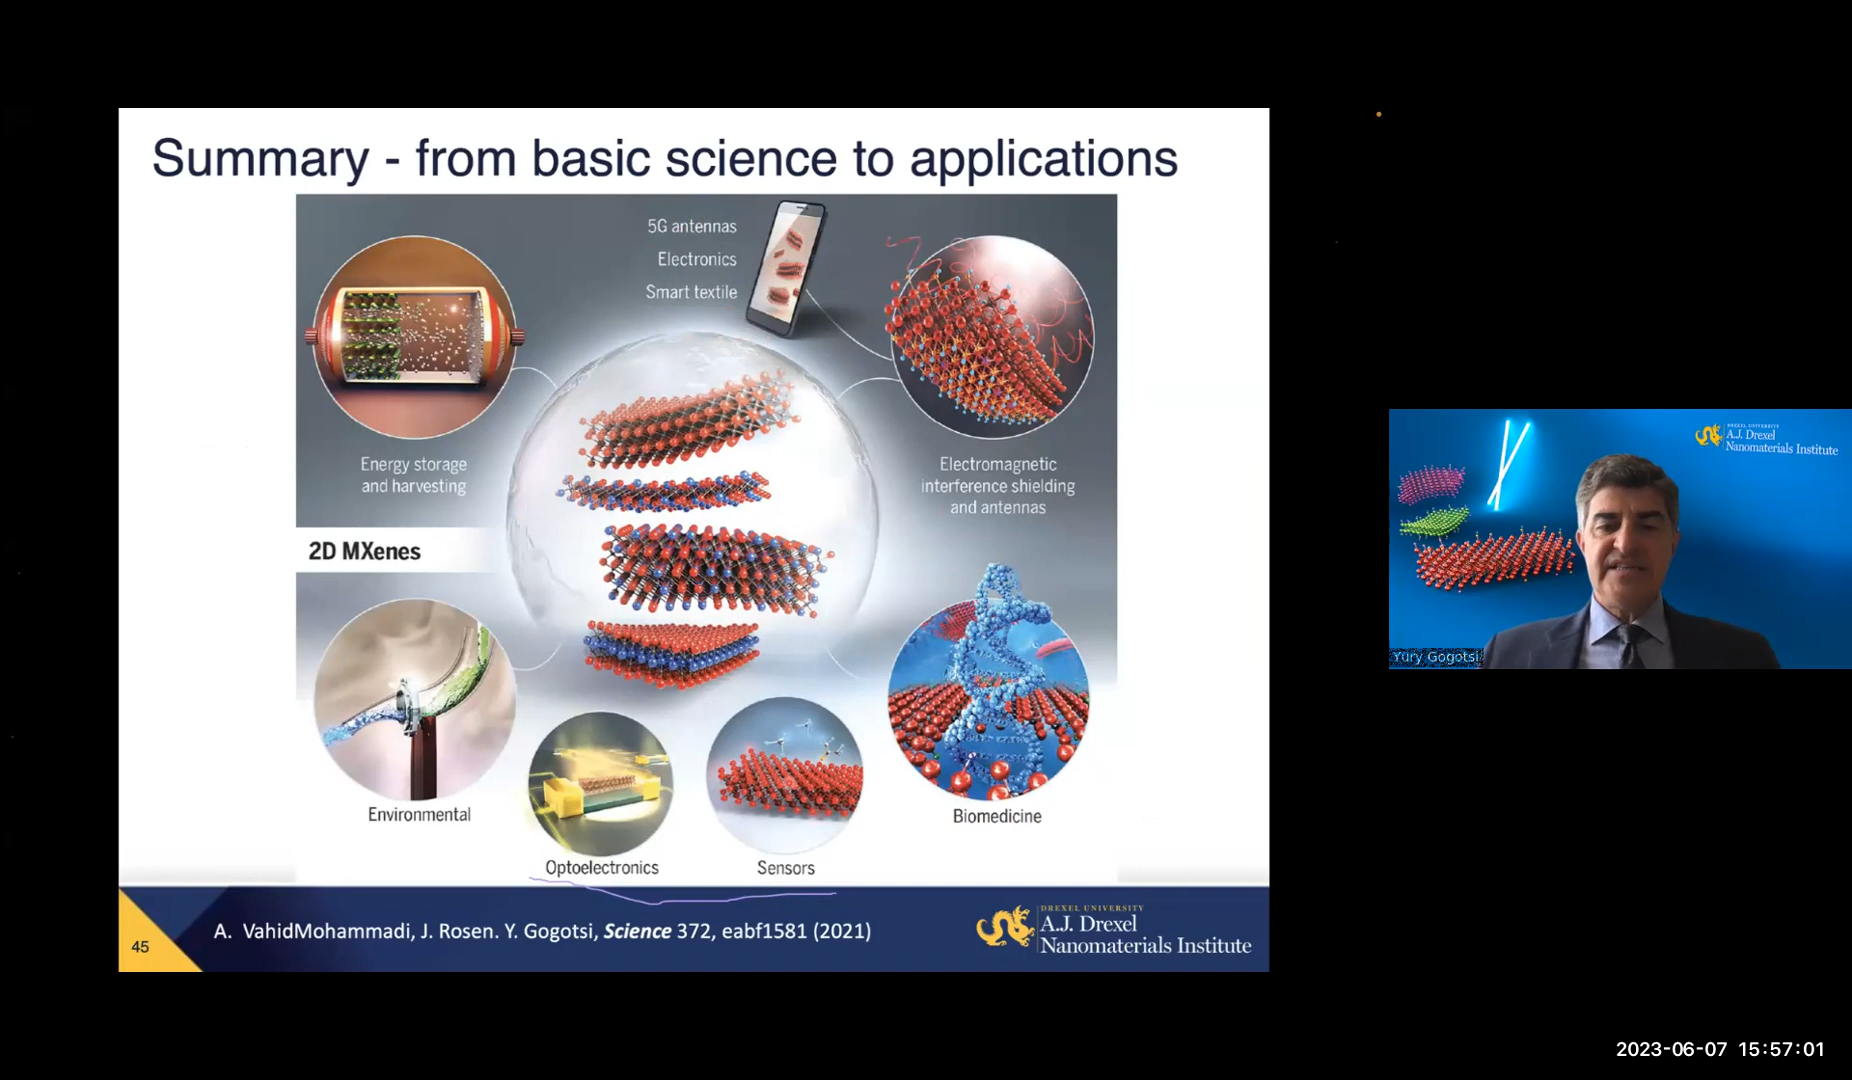 Summary - from basic science to applications
5G antennas
Electronics
Smart textile
Energy storage
and harvesting
Electromagnetic
interference shielding
and antennas
2D MXenes
Environmental
Biomedicine
Optoelectronics
Sensors
45
A. VahidMohammadi, J. Rosen. Y. Gogotsi, Science 372, eabf1581 (2021)
DREXEL UNIVERSITY
A.J. Drexel
Nanomaterials Institute
DREXEL UNIVERSITY
A.J. Drexel
Nanomaterials Institute
Yury Gogotsi
2023-06-07 15:57:01